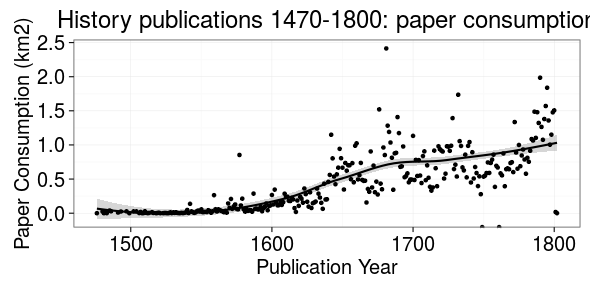 History publications 1470-1800: paper consumption
Paper Consumption (km2)
2.5
2.0
1.5
1.0
0.5
0.0
1500 1600 1700 1800
Publication Year